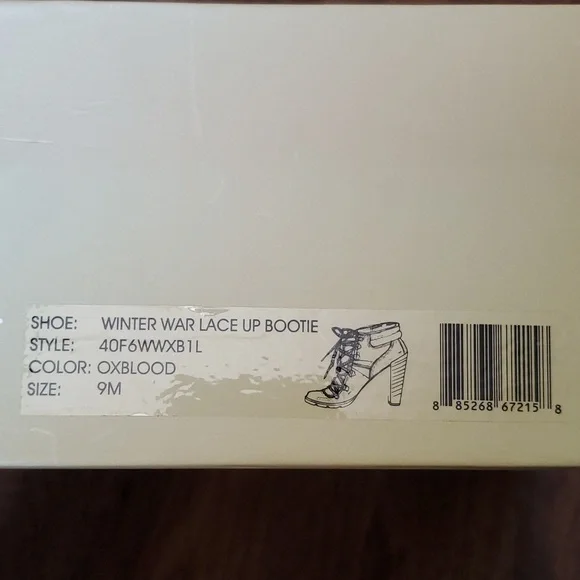 SHOE: WINTER WAR LACE UP BOOTIE
STYLE: 40F6WWXB1L
COLOR: OXBLOOD
SIZE: 9M
8 85268 67215 8